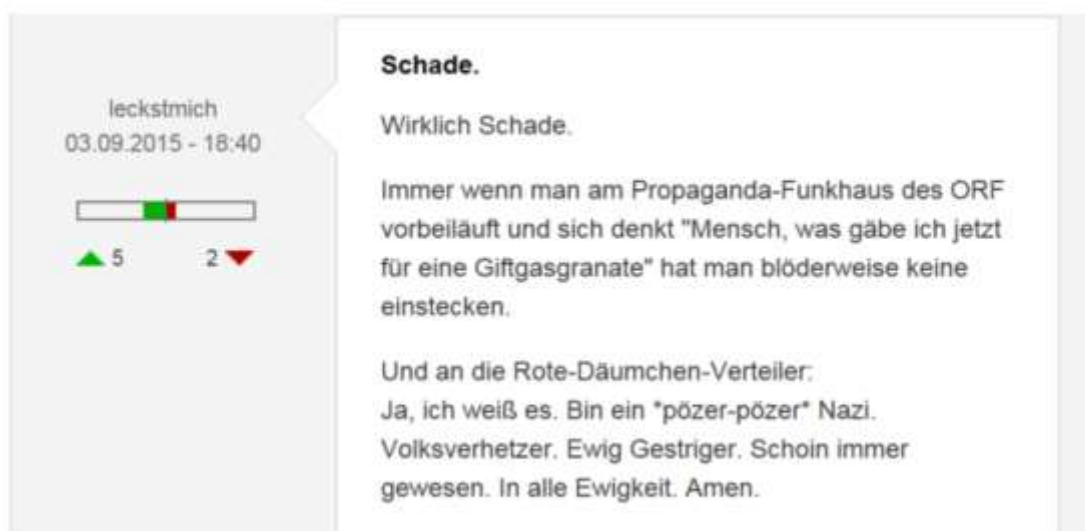 Schade.
leckstmich
03.09.2015 - 18:40
5 2
Wirklich Schade.
Immer wenn man am Propaganda-Funkhaus des ORF
vorbeiläuft und sich denkt "Mensch, was gäbe ich jetzt
für eine Giftgasgranate" hat man blöderweise keine
einstecken.
Und an die Rote-Däumchen-Verteiler:
Ja, ich weiß es. Bin ein *pözer-pözer* Nazi.
Volksverhetzer. Ewig Gestriger. Schoin immer
gewesen. In alle Ewigkeit. Amen.